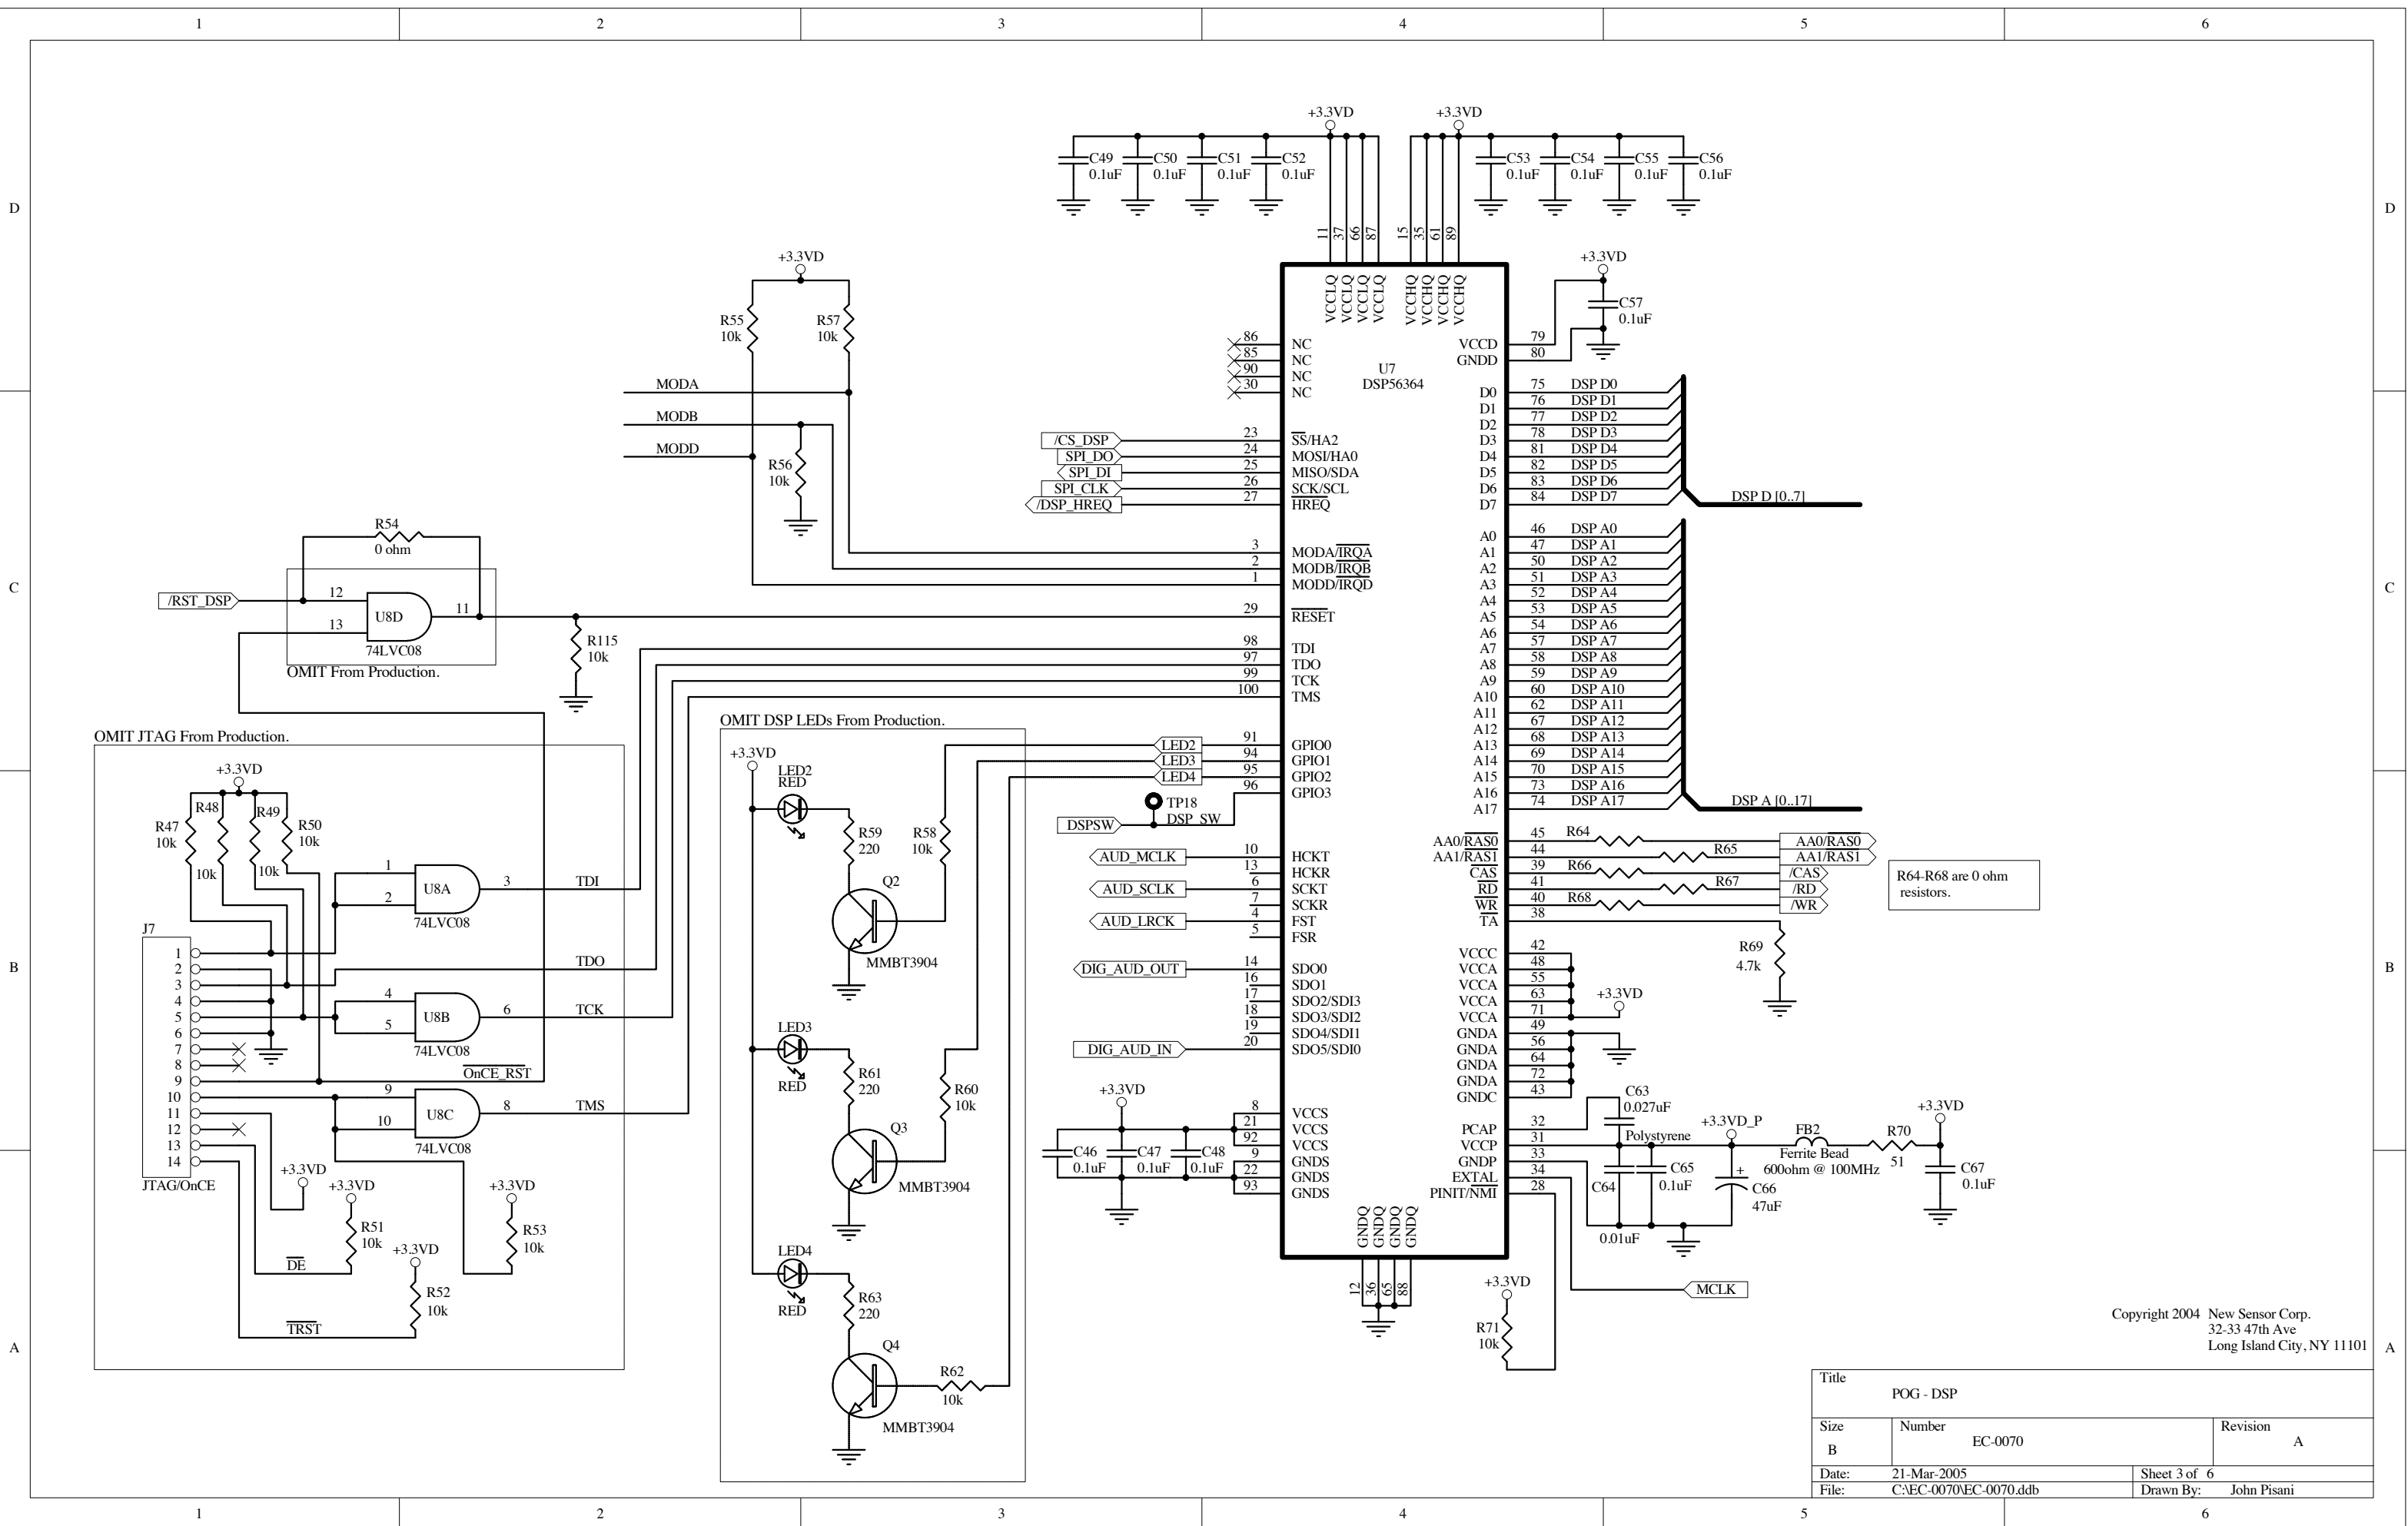 1 2 3 4 5 6
D D
C C
B B
A A
+3.3VD +3.3VD
C49 0.1uF
C50 0.1uF
C51 0.1uF
C52 0.1uF
C53 0.1uF
C54 0.1uF
C55 0.1uF
C56 0.1uF
11 37 66 87 15 35 61 89
VCCLQ VCCLQ VCCLQ VCCLQ VCCHQ VCCHQ VCCHQ VCCHQ
+3.3VD
R55 10k
R57 10k
MODA
MODB
MODD
R56 10k
+3.3VD
C57 0.1uF
U7
DSP56364
86 NC
85 NC
90 NC
30 NC
/CS_DSP 23 SS/HA2
SPI_DO 24 MOSI/HA0
SPI_DI 25 MISO/SDA
SPI_CLK 26 SCK/SCL
/DSP_HREQ 27 HREQ
3 MODA/IRQA
2 MODB/IRQB
1 MODD/IRQD
29 RESET
98 TDI
97 TDO
99 TCK
100 TMS
LED2 91 GPIO0
LED3 94 GPIO1
LED4 95 GPIO2
96 GPIO3
TP18
DSPSW DSP_SW
AUD_MCLK 10 HCKT
13 HCKR
AUD_SCLK 6 SCKT
7 SCKR
AUD_LRCK 4 FST
5 FSR
DIG_AUD_OUT 14 SDO0
16 SDO1
17 SDO2/SDI3
18 SDO3/SDI2
19 SDO4/SDI1
DIG_AUD_IN 20 SDO5/SDI0
+3.3VD
8 VCCS
21 VCCS
92 VCCS
9 GNDS
22 GNDS
93 GNDS
C46 0.1uF
C47 0.1uF
C48 0.1uF
GNDQ GNDQ GNDQ GNDQ
12 36 65 88
VCCD 79
GNDD 80
D0 75 DSP D0
D1 76 DSP D1
D2 77 DSP D2
D3 78 DSP D3
D4 81 DSP D4
D5 82 DSP D5
D6 83 DSP D6
D7 84 DSP D7
DSP D [0..7]
A0 46 DSP A0
A1 47 DSP A1
A2 50 DSP A2
A3 51 DSP A3
A4 52 DSP A4
A5 53 DSP A5
A6 54 DSP A6
A7 57 DSP A7
A8 58 DSP A8
A9 59 DSP A9
A10 60 DSP A10
A11 62 DSP A11
A12 67 DSP A12
A13 68 DSP A13
A14 69 DSP A14
A15 70 DSP A15
A16 73 DSP A16
A17 74 DSP A17
DSP A [0..17]
AA0/RAS0 45 R64 AA0/RAS0
AA1/RAS1 44 R65 AA1/RAS1
CAS 39 R66 /CAS
RD 41 R67 /RD
WR 40 R68 /WR
TA 38
R64-R68 are 0 ohm
resistors.
R69
4.7k
VCCC 42
VCCA 48
VCCA 55
VCCA 63
VCCA 71
+3.3VD
GNDA 49
GNDA 56
GNDA 64
GNDA 72
GNDC 43
PCAP 32
VCCP 31
GNDP 33
EXTAL 34
PINIT/NMI 28
C63
0.027uF
Polystyrene
+3.3VD_P
FB2
Ferrite Bead
600ohm @ 100MHz
R70
51
+3.3VD
C64
0.01uF
C65
0.1uF
+
C66
47uF
C67
0.1uF
MCLK
+3.3VD
R71
10k
R54
0 ohm
/RST_DSP
12
13
11
U8D
74LVC08
OMIT From Production.
R115
10k
OMIT JTAG From Production.
+3.3VD
R47
10k
R48
10k
R49
10k
R50
10k
1
2
U8A
3
TDI
74LVC08
TDO
4
5
U8B
6
TCK
74LVC08
OnCE_RST
9
10
U8C
8
TMS
74LVC08
J7
1
2
3
4
5
6
7
8
9
10
11
12
13
14
JTAG/OnCE
+3.3VD
+3.3VD
R51
10k
DE
+3.3VD
R52
10k
TRST
+3.3VD
R53
10k
OMIT DSP LEDs From Production.
+3.3VD
LED2
RED
R59
220
R58
10k
Q2
MMBT3904
LED3
RED
R61
220
R60
10k
Q3
MMBT3904
LED4
RED
R63
220
R62
10k
Q4
MMBT3904
Copyright 2004 New Sensor Corp.
32-33 47th Ave
Long Island City, NY 11101
Title
POG - DSP
Size Number Revision
B EC-0070 A
Date: 21-Mar-2005 Sheet 3 of 6
File: C:\EC-0070\EC-0070.ddb Drawn By: John Pisani
1 2 3 4 5 6